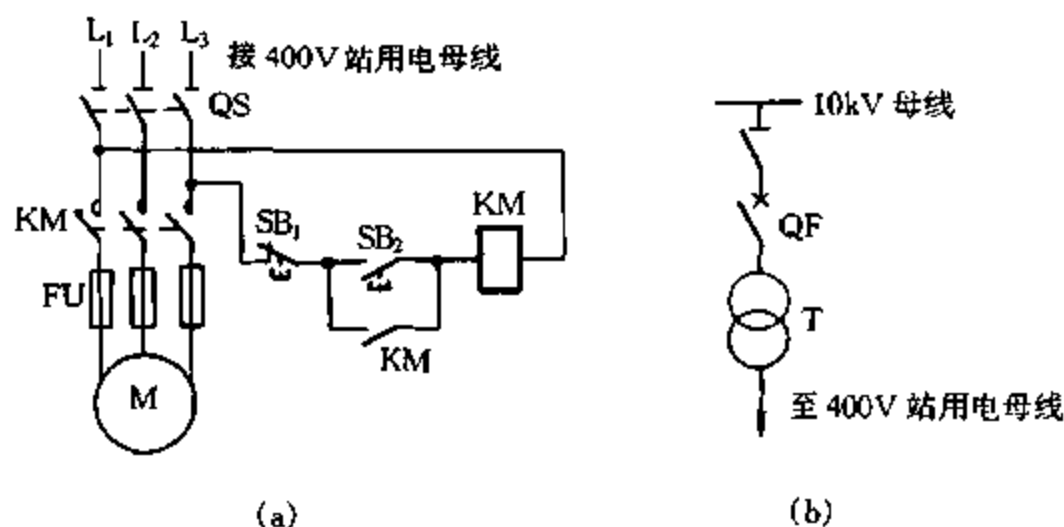 L₁ L₂ L₃ 接 400V 站用电母线
QS
KM
FU
M
SB₁
SB₂
KM
KM
(a)
10kV 母线
QF
T
至 400V 站用电母线
(b)